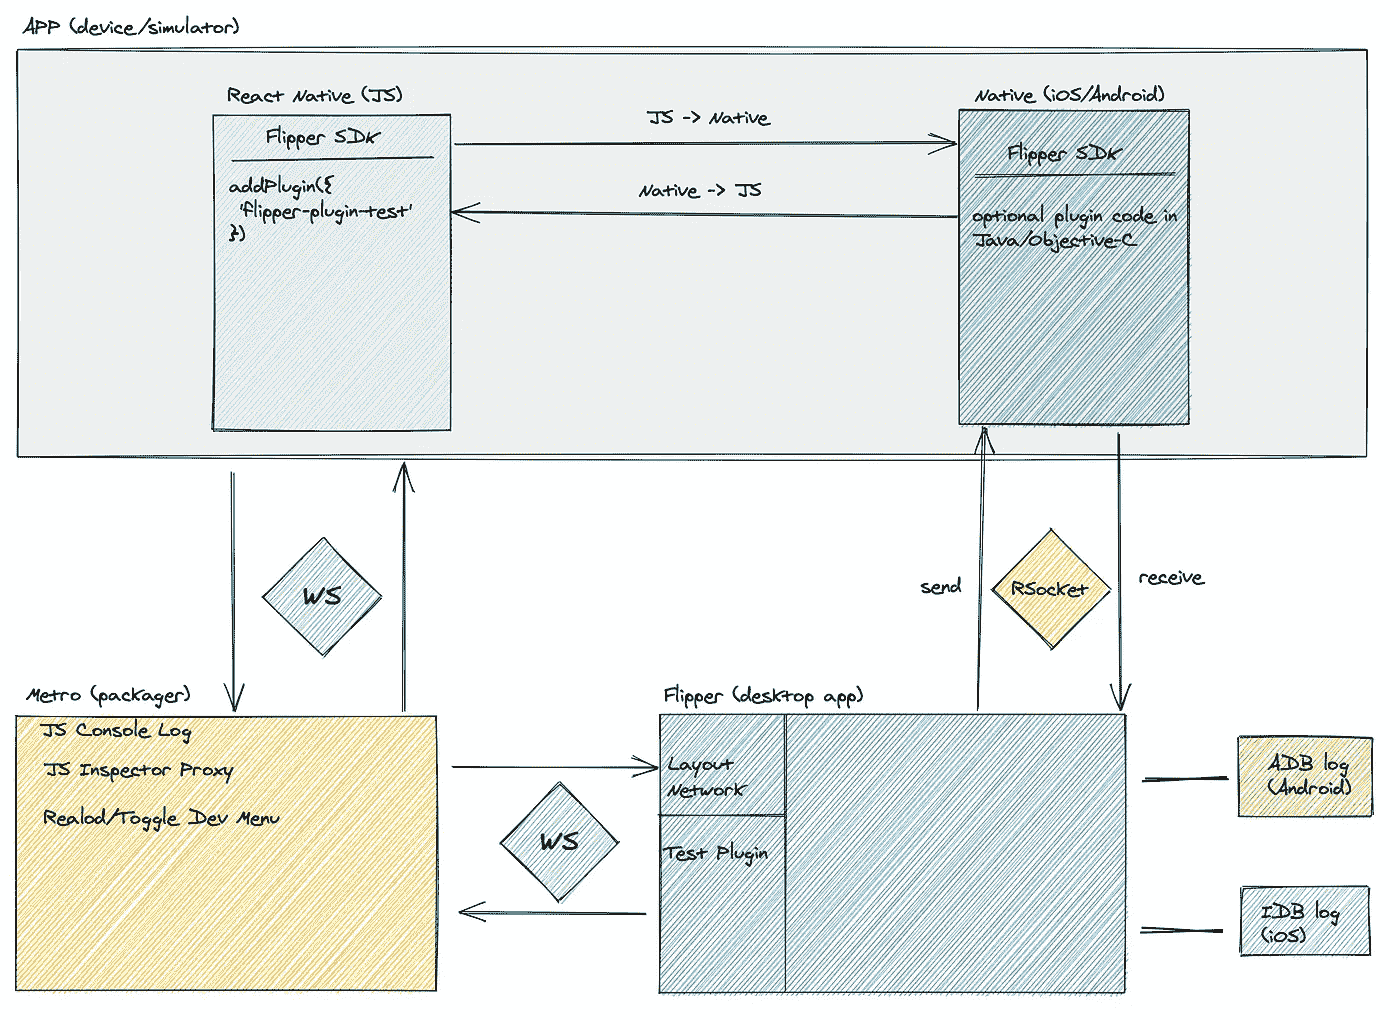 APP (device/simulator)
React Native (JS)
Flipper SDK
addPlugin({
'flipper-plugin-test'
})
JS -> Native
Native -> JS
Native (iOS/Android)
Flipper SDK
optional plugin code in
Java/Objective-C
WS
send
RSocket
receive
Metro (packager)
JS Console Log
JS Inspector Proxy
Realod/Toggle Dev Menu
WS
Flipper (desktop app)
Layout
Network
Test Plugin
ADB log
(Android)
IDB log
(iOS)